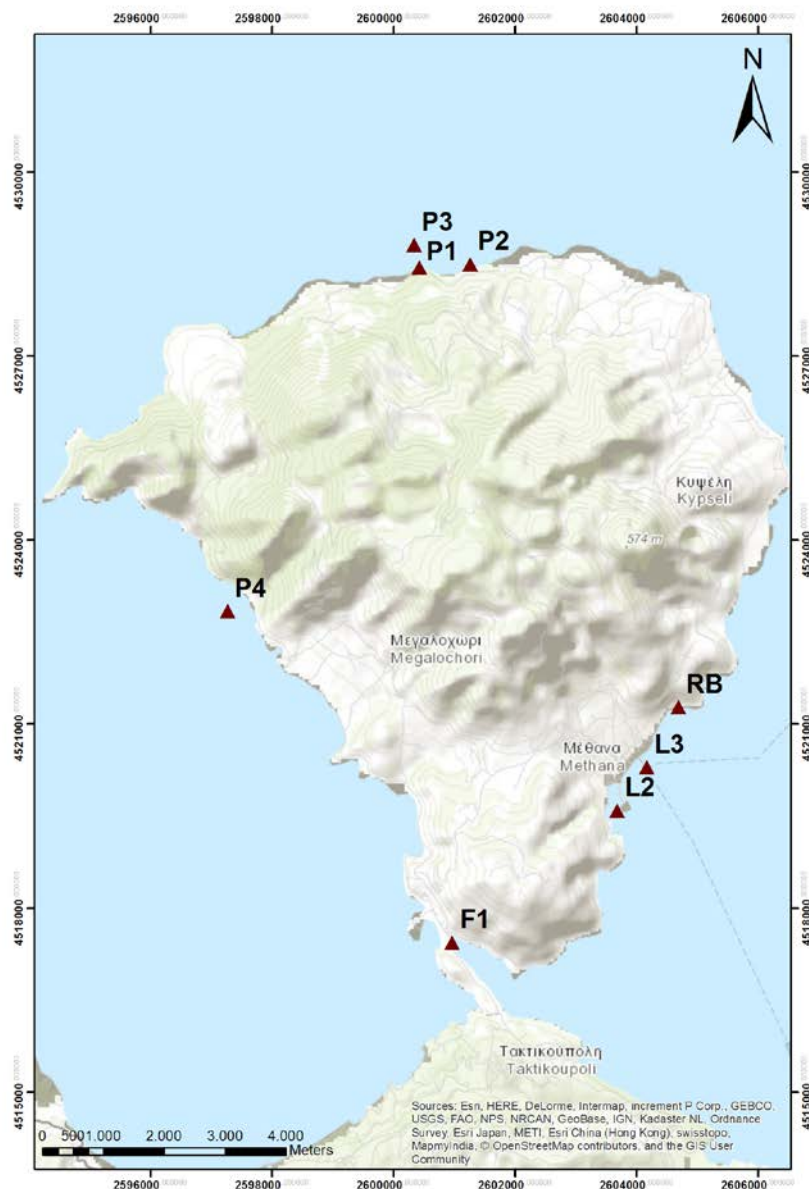 2596000 2598000 2600000 2602000 2604000 2606000
N
4530000 4530000
P3
P1 P2
4527000 4527000
Κυψέλη
Kypseli
4524000 574 m 4524000
P4
Μεγαλοχωρι
Megalochori
RB
4521000 4521000
Μέθανα L3
Methana
L2
4518000 4518000
F1
Τακτικούπολη
Taktikoupoli
4515000 4515000
Sources: Esri, HERE, DeLorme, Intermap, increment P Corp., GEBCO,
USGS, FAO, NPS, NRCAN, GeoBase, IGN, Kadaster NL, Ordnance
Survey, Esri Japan, METI, Esri China (Hong Kong), swisstopo,
MapmyIndia, © OpenStreetMap contributors, and the GIS User
Community
0 500 1.000 2.000 3.000 4.000
Meters
2596000 2598000 2600000 2602000 2604000 2606000